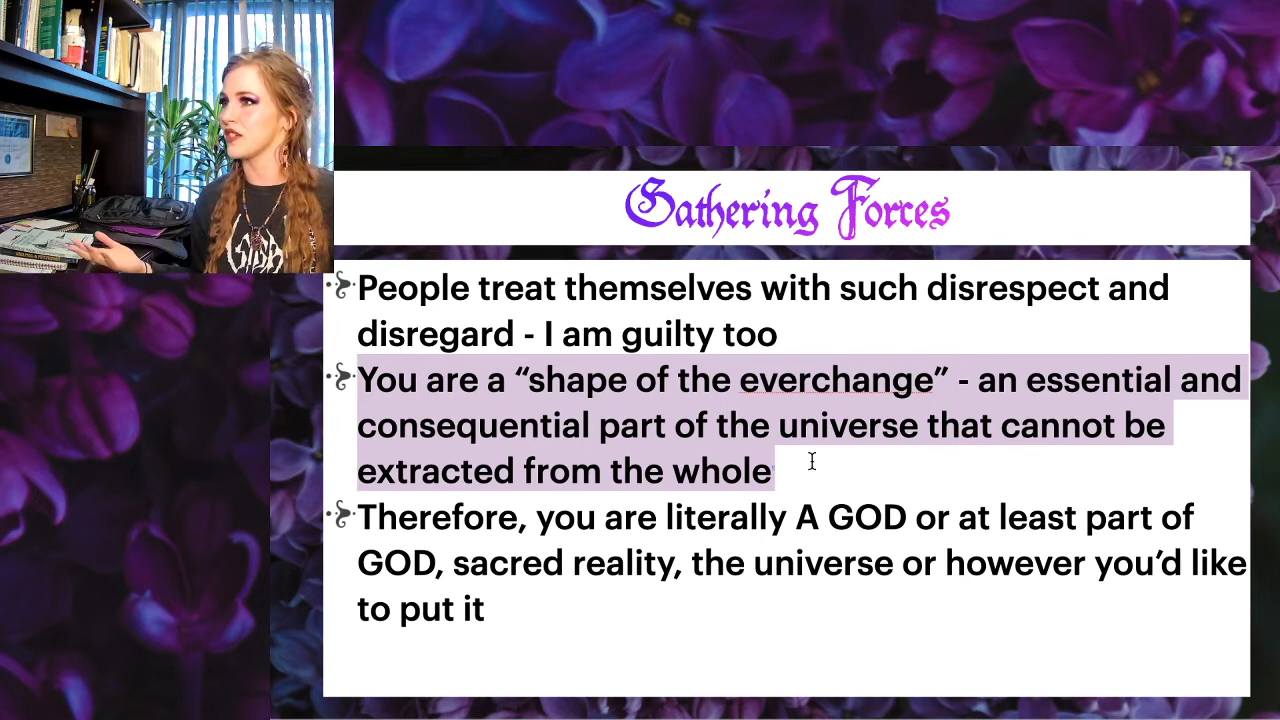 Gathering Forces
People treat themselves with such disrespect and
disregard - I am guilty too
You are a “shape of the everchange” - an essential and
consequential part of the universe that cannot be
extracted from the whole
Therefore, you are literally A GOD or at least part of
GOD, sacred reality, the universe or however you’d like
to put it